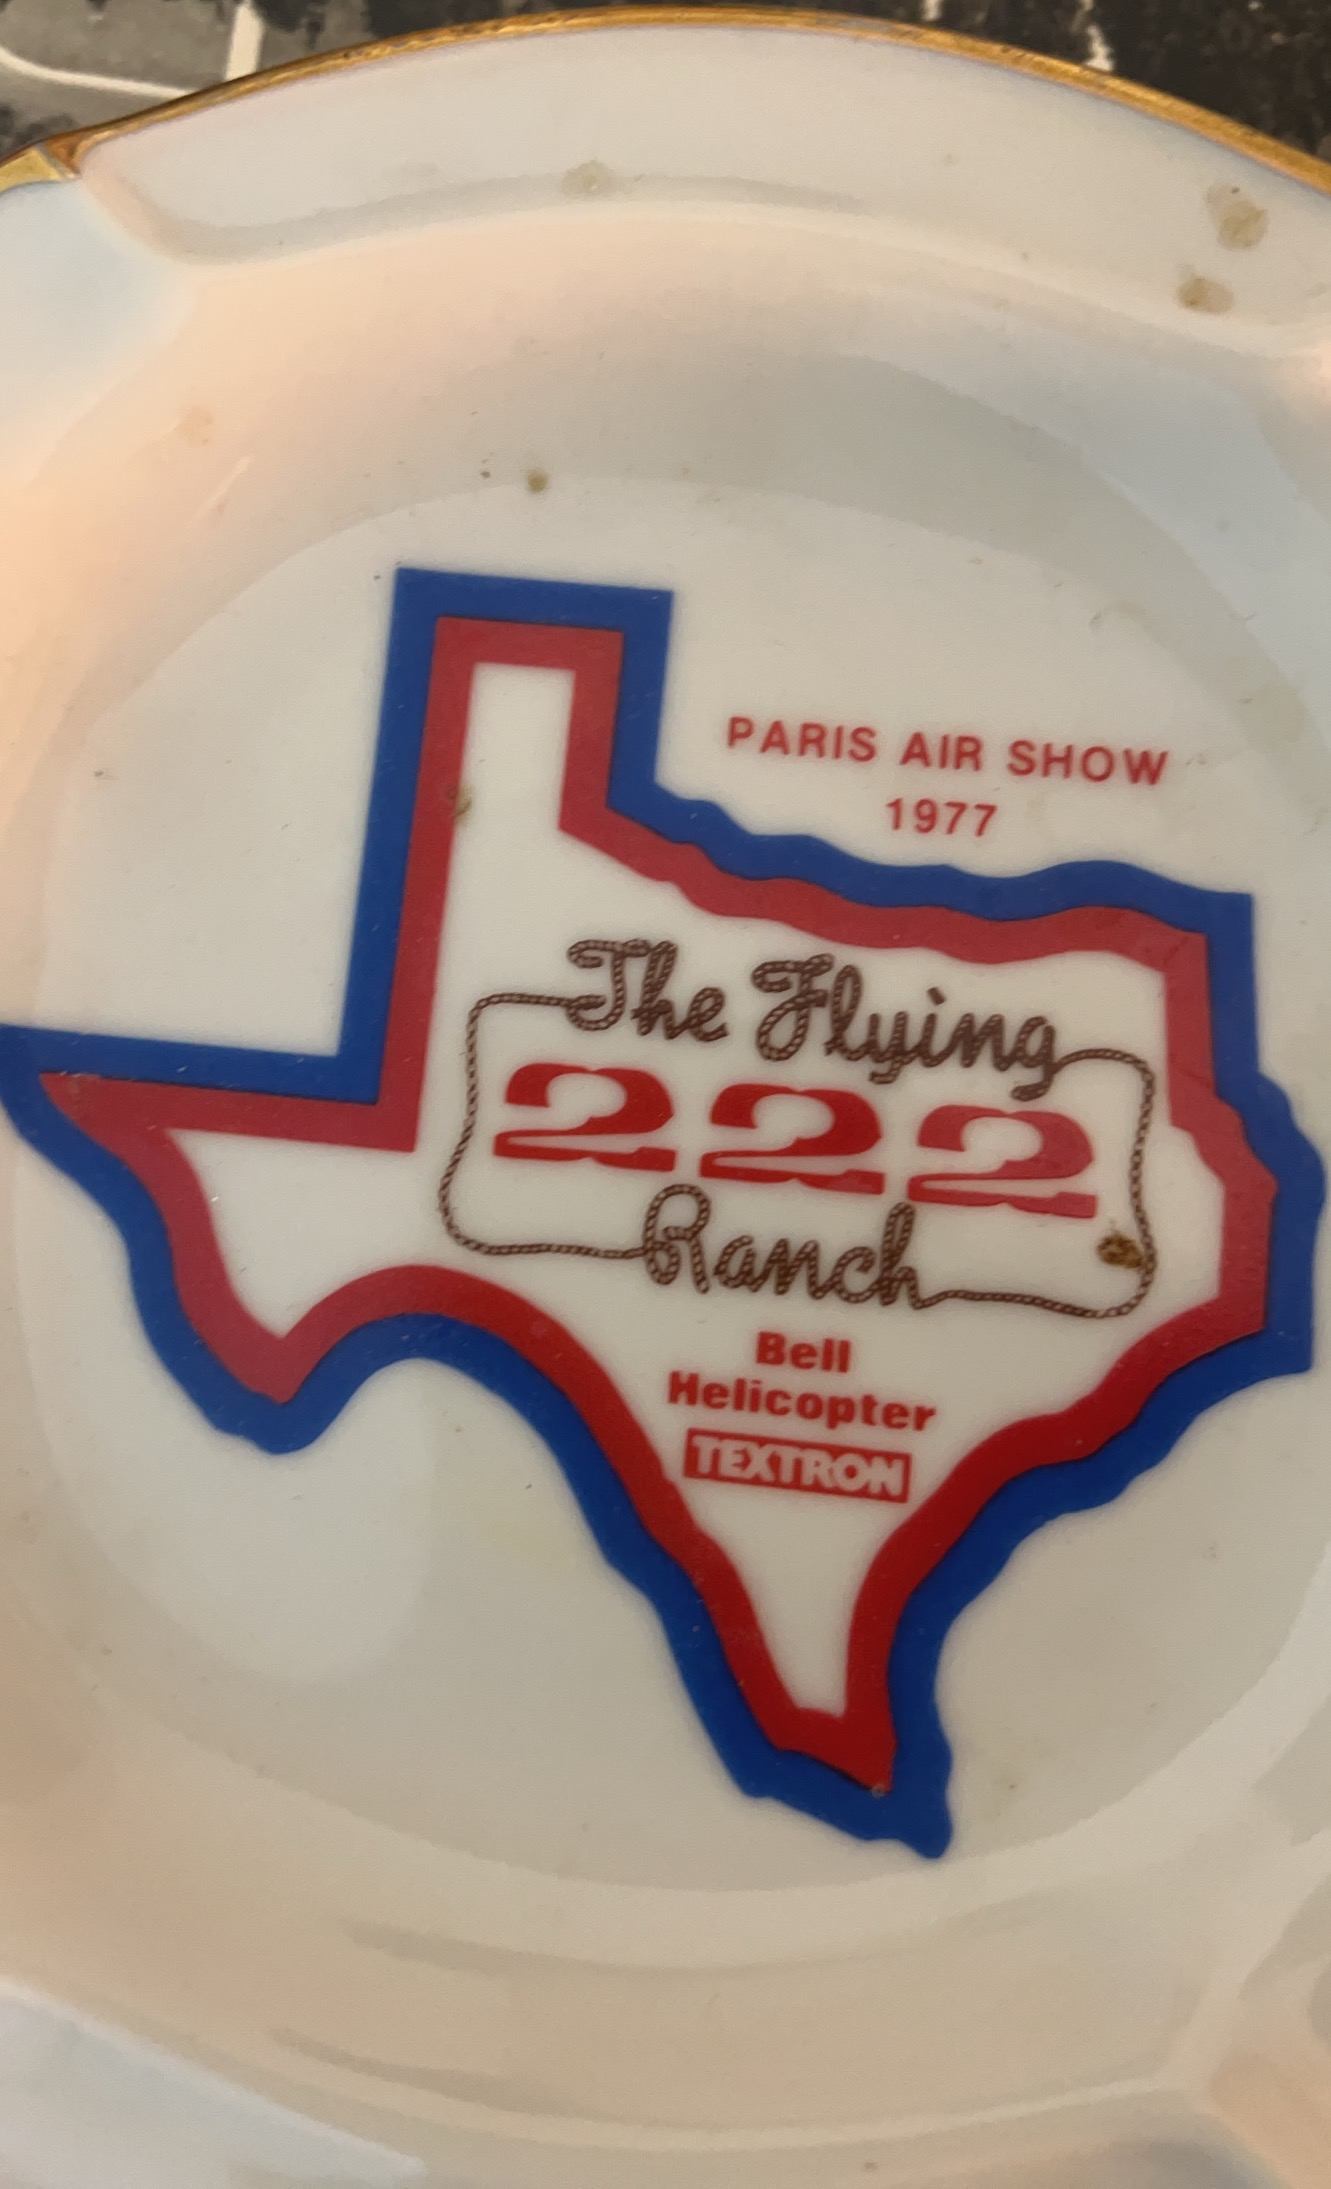 PARIS AIR SHOW
1977
The Flying
222
Ranch
Bell
Helicopter
TEXTRON